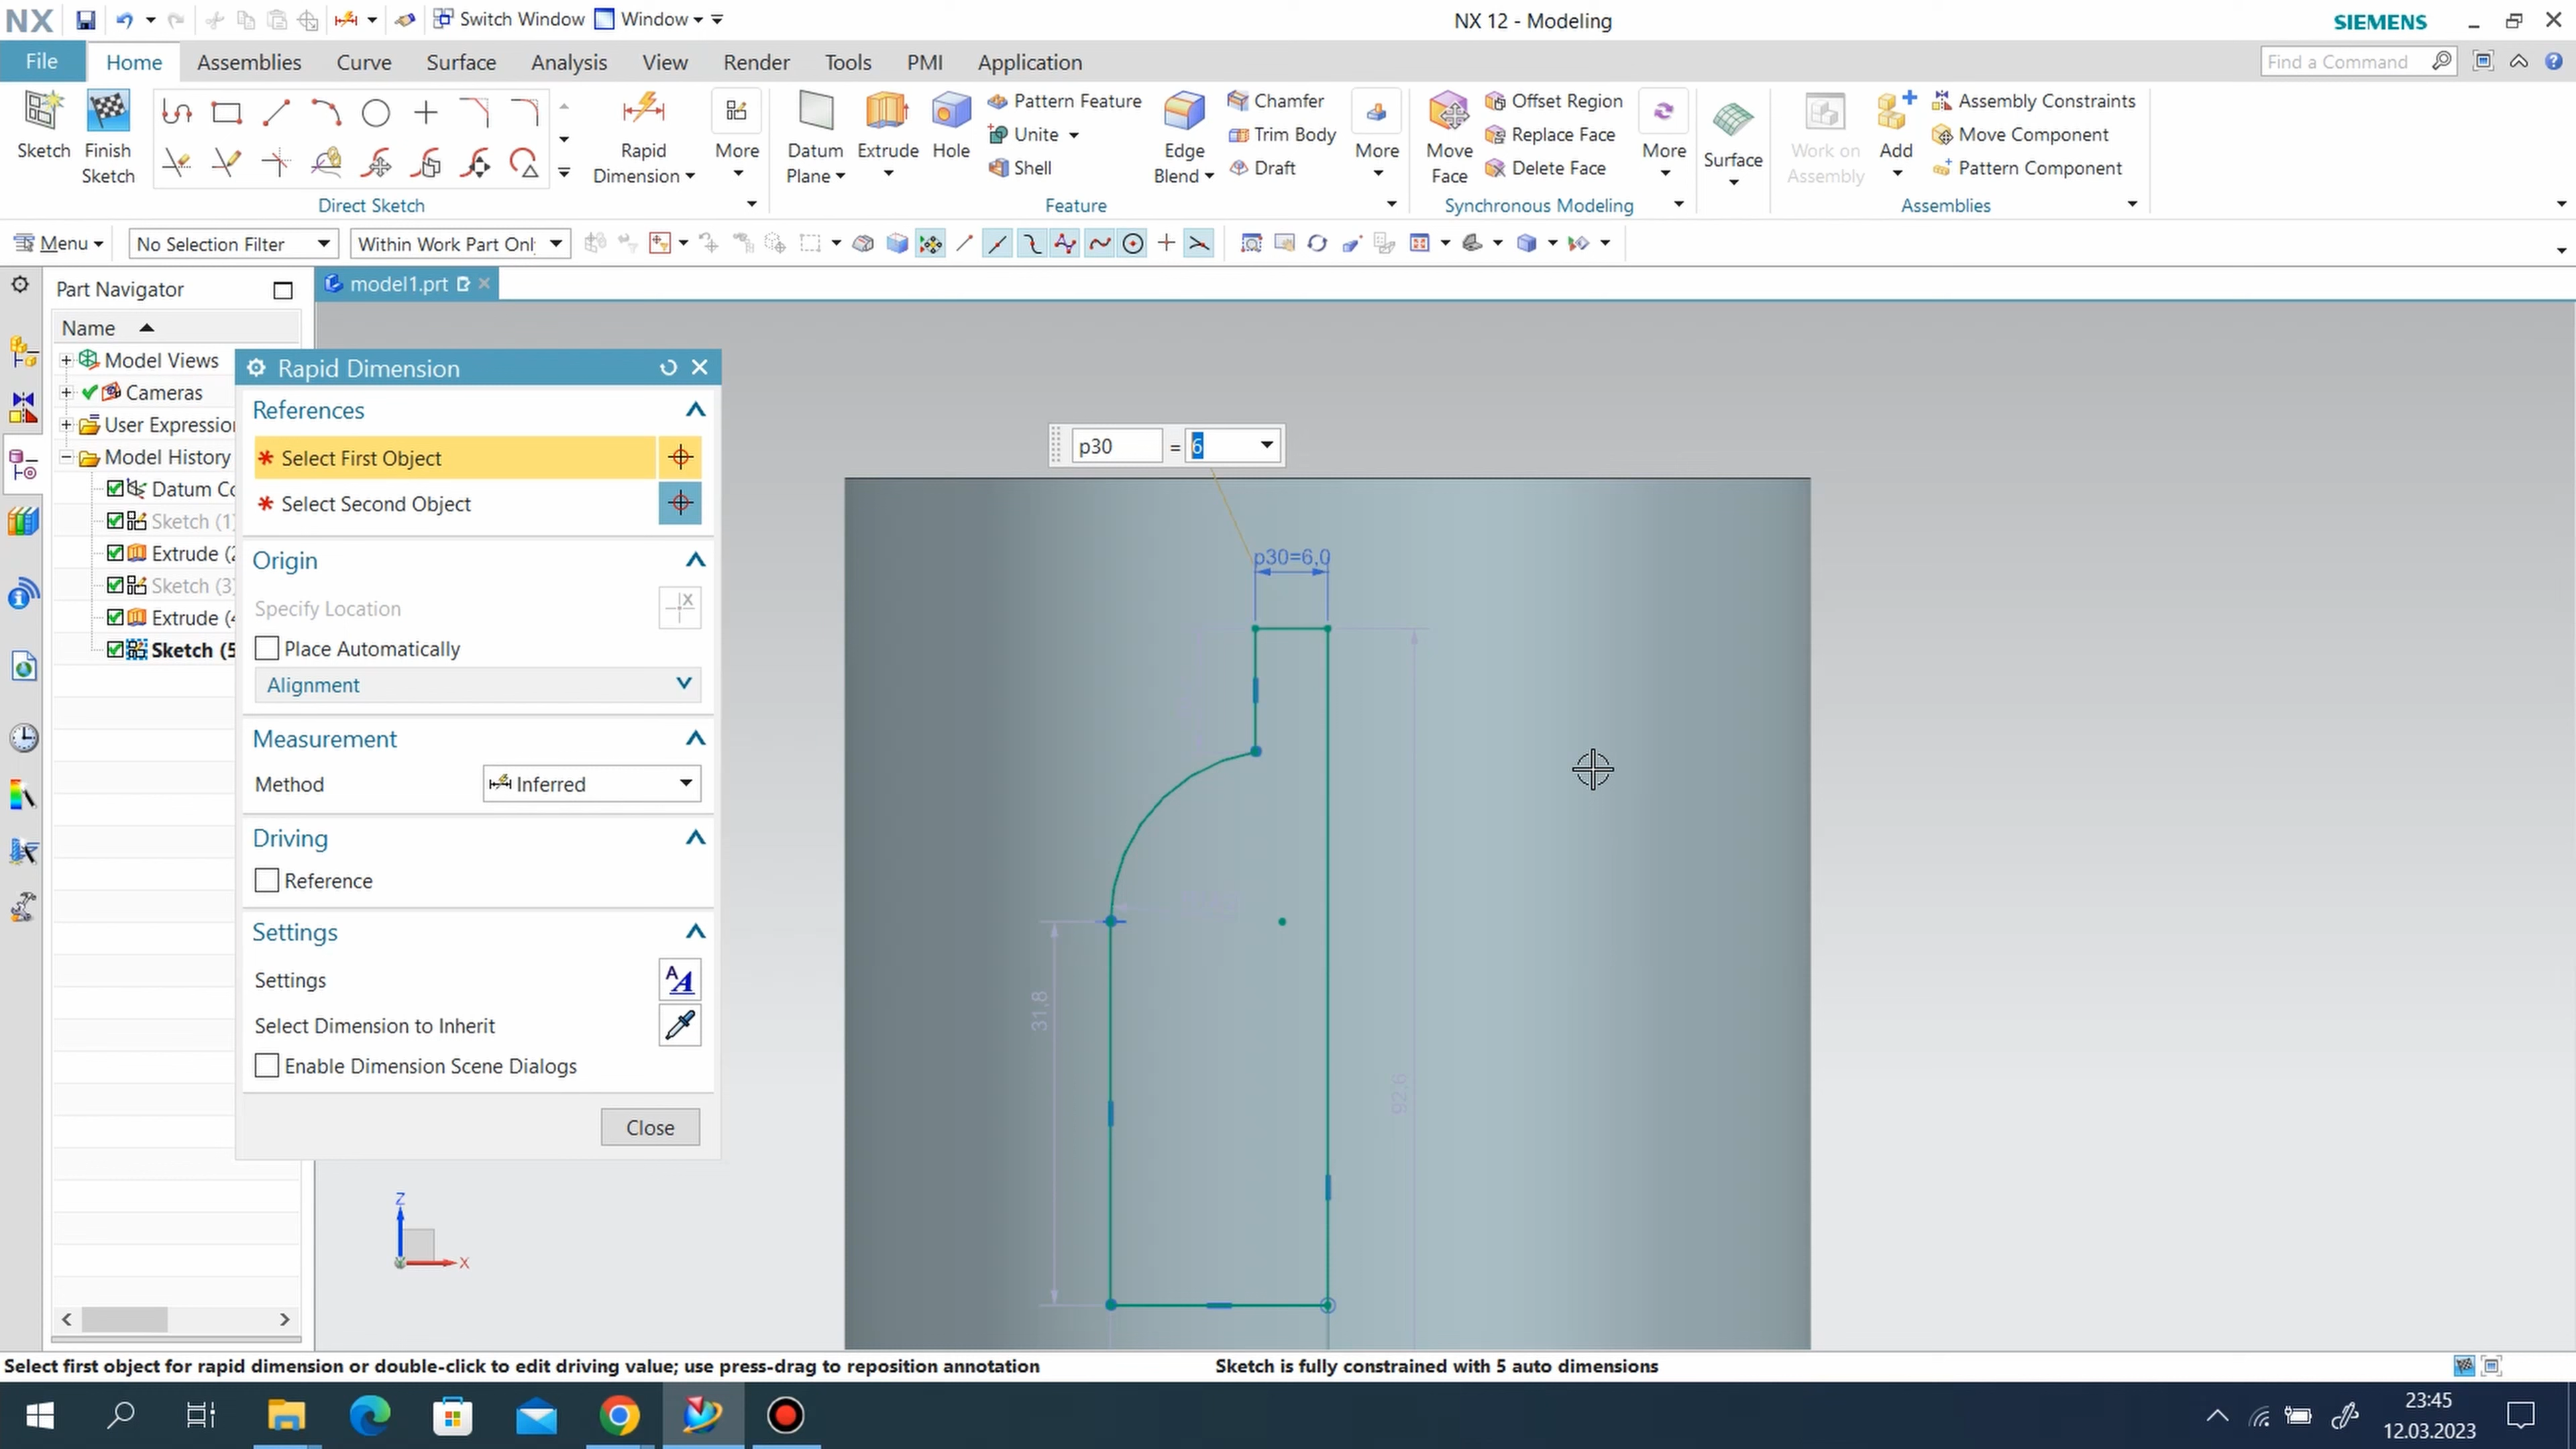 NX
Switch Window
Window
NX 12 - Modeling
SIEMENS
File
Home
Assemblies
Curve
Surface
Analysis
View
Render
Tools
PMI
Application
Find a Command
Sketch
Finish
Sketch
Direct Sketch
Rapid
Dimension
More
Datum
Plane
Extrude
Hole
Pattern Feature
Unite
Shell
Edge
Blend
Chamfer
Trim Body
Draft
More
Feature
Move
Face
Offset Region
Replace Face
Delete Face
More
Synchronous Modeling
Surface
Work on
Assembly
Add
Assembly Constraints
Move Component
Pattern Component
Assemblies
Menu
No Selection Filter
Within Work Part Onl
Part Navigator
model1.prt
Name
Model Views
Cameras
User Expression
Model History
Datum Co
Sketch (1)
Extrude (2
Sketch (3)
Extrude (4
Sketch (5
Rapid Dimension
References
* Select First Object
* Select Second Object
Origin
Specify Location
Place Automatically
Alignment
Measurement
Method
Inferred
Driving
Reference
Settings
Settings
Select Dimension to Inherit
Enable Dimension Scene Dialogs
Close
p30 = 6
p30=6,0
31,8
92,6
Z
X
Select first object for rapid dimension or double-click to edit driving value; use press-drag to reposition annotation
Sketch is fully constrained with 5 auto dimensions
23:45
12.03.2023